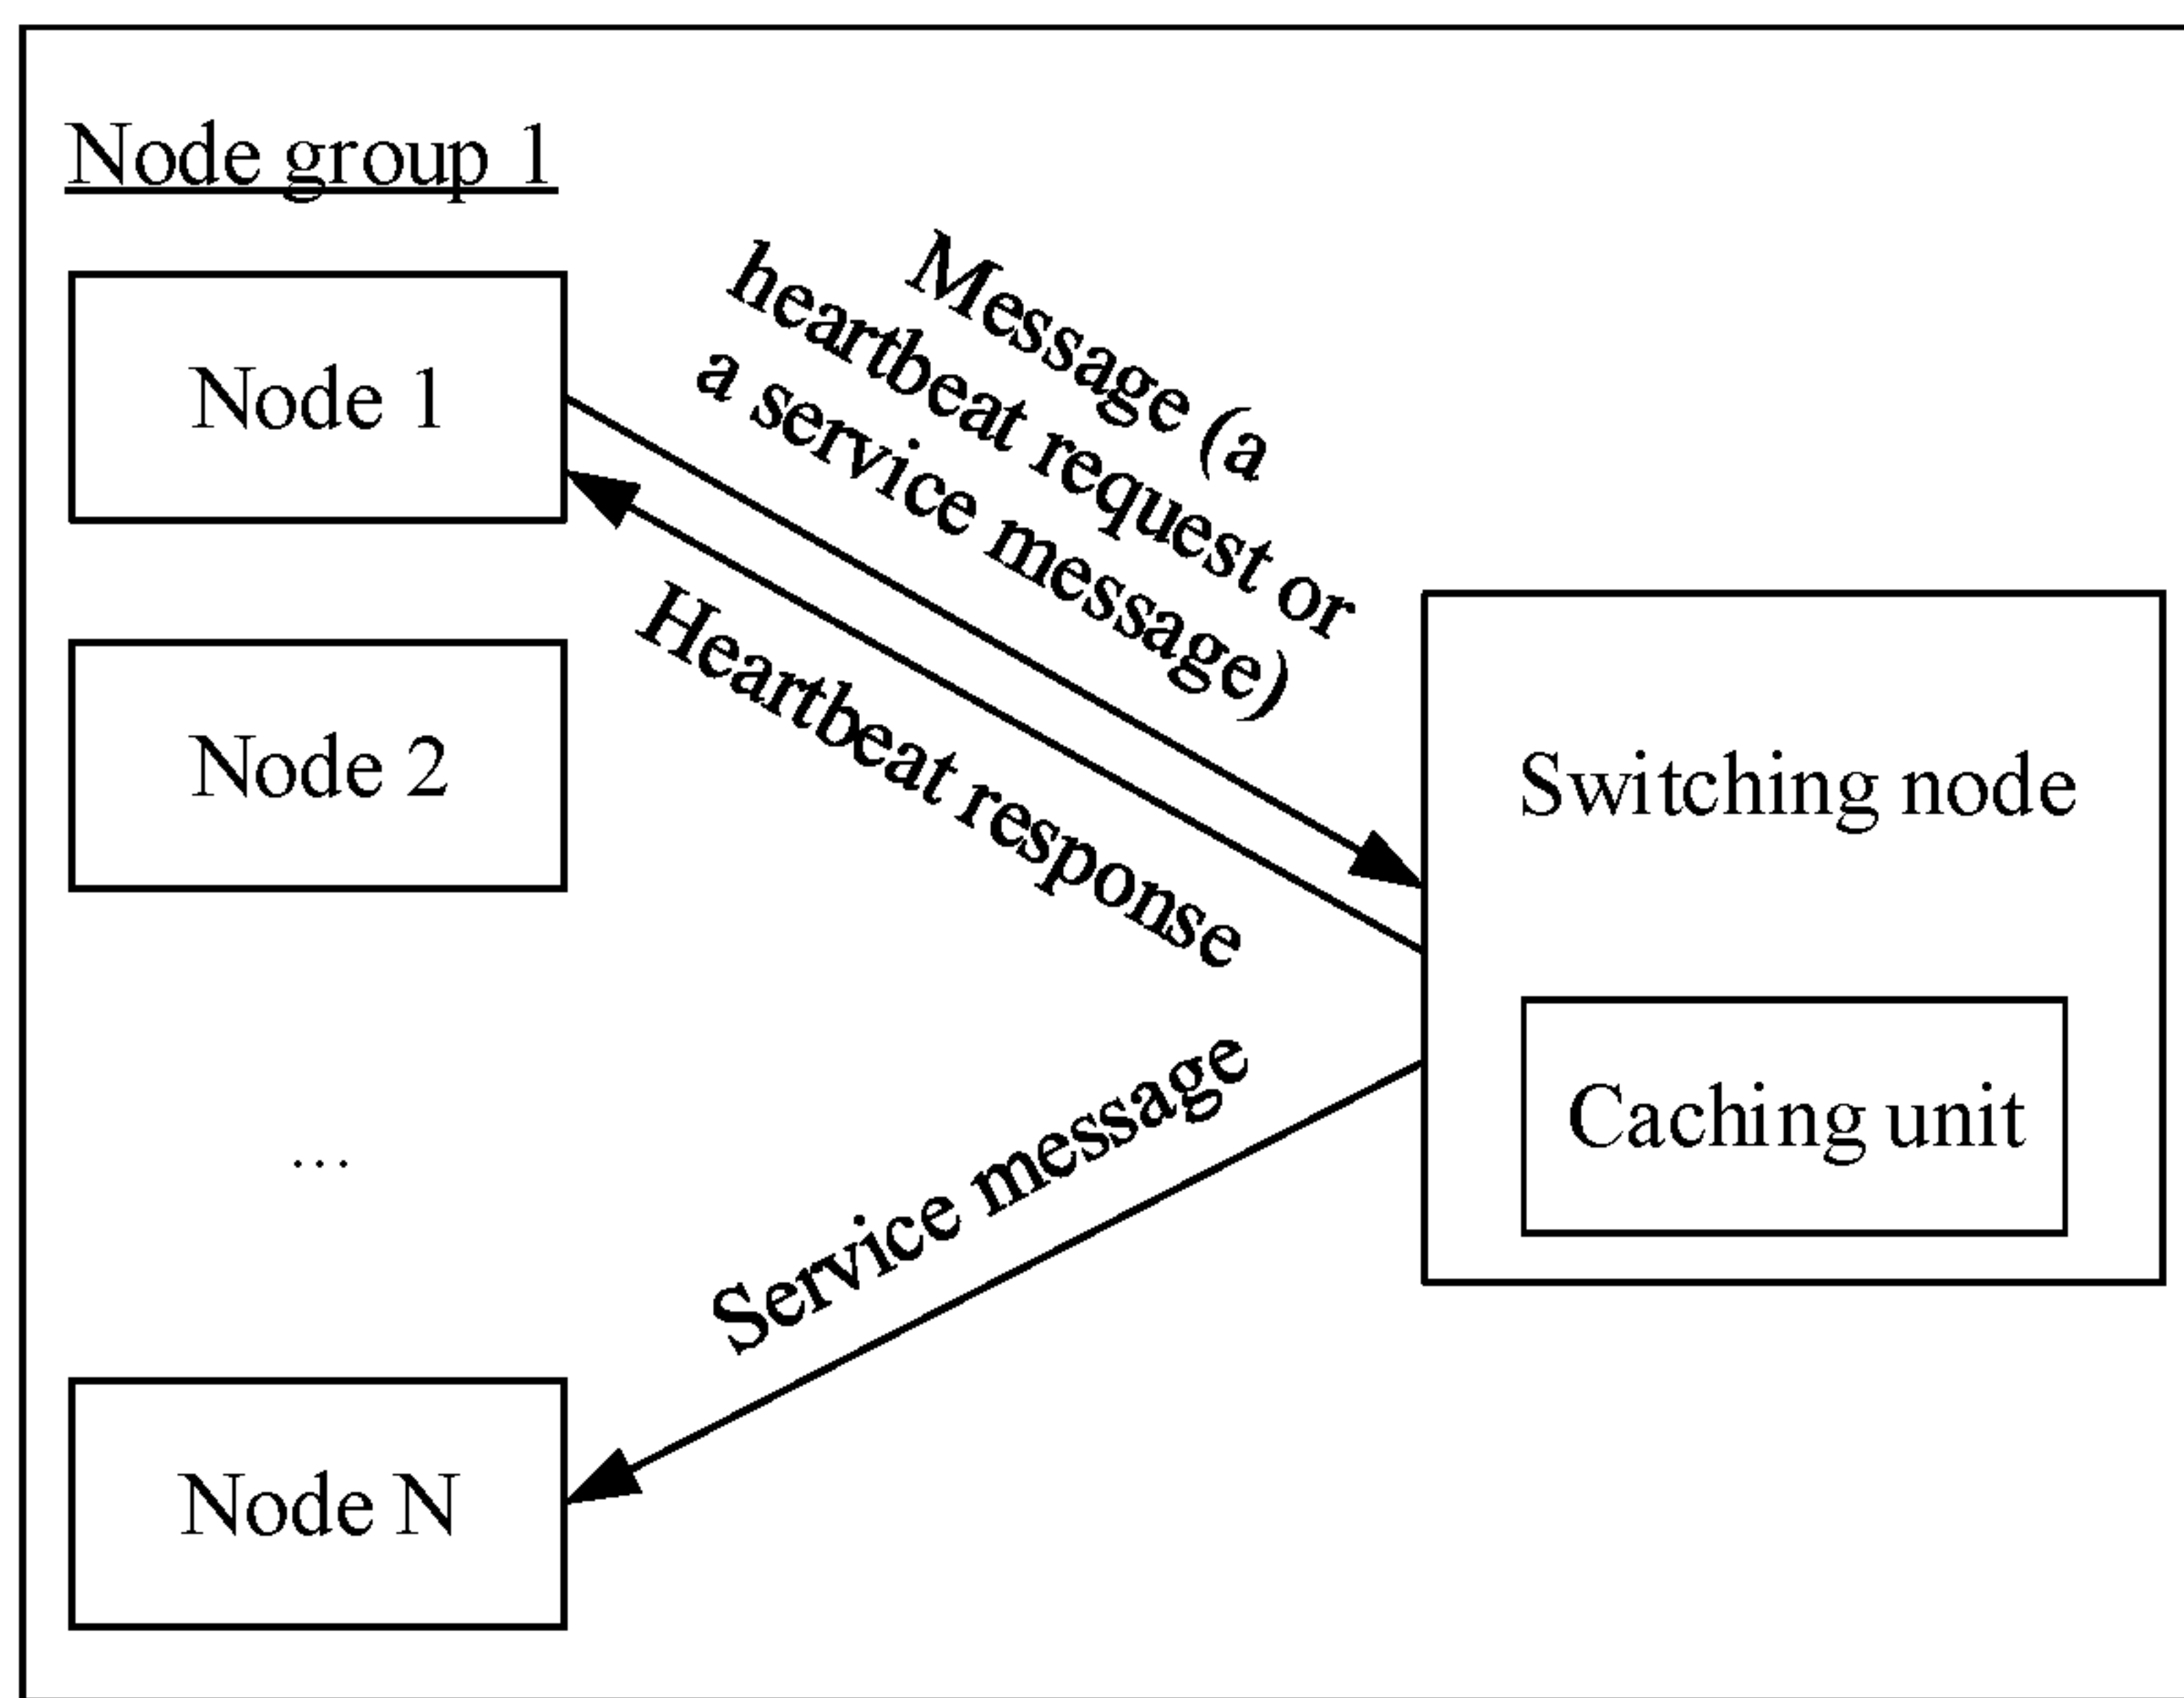 Node group 1
Node 1
Message (a
heartbeat request or
a service message)
Heartbeat response
Node 2
Switching node
Caching unit
...
Service message
Node N